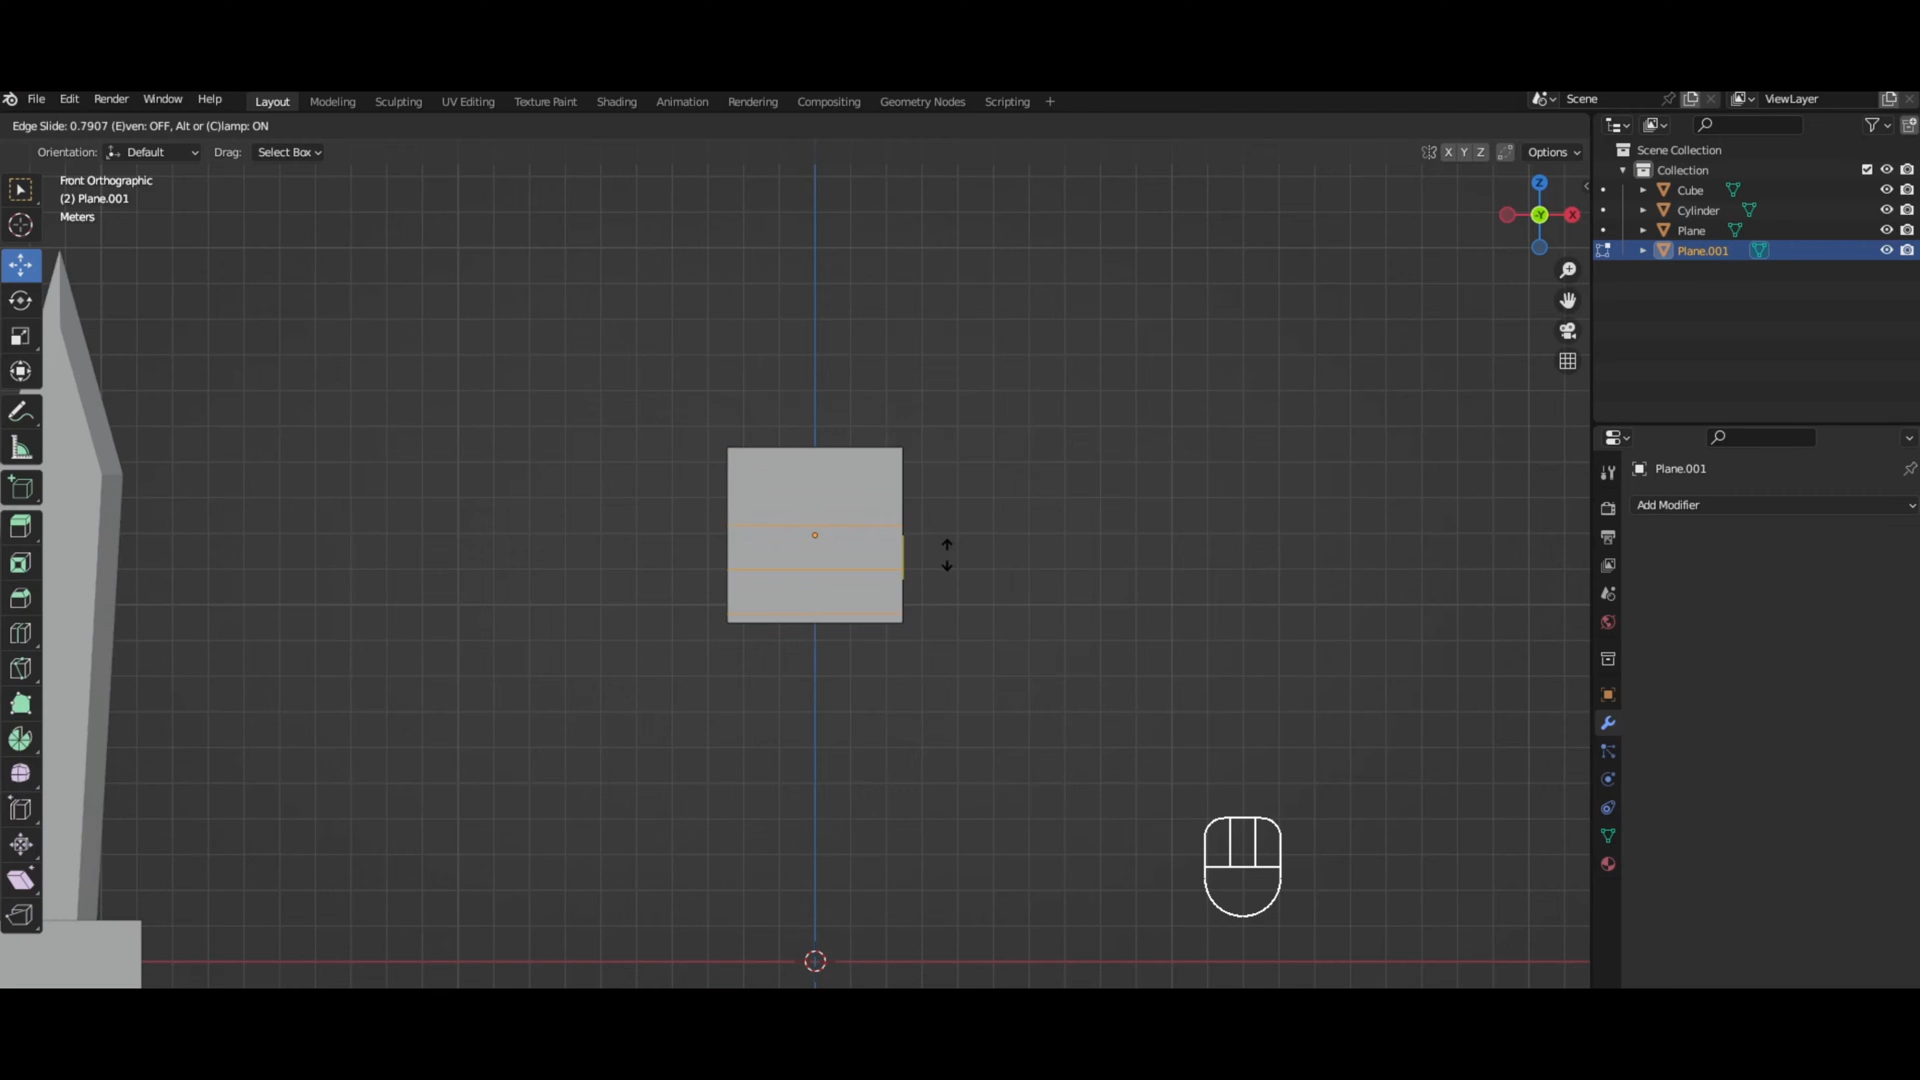 File Edit Render Window Help Layout Modeling Sculpting UV Editing Texture Paint Shading Animation Rendering Compositing Geometry Nodes Scripting + Scene ViewLayer
Edge Slide: 0.7907 (E)ven: OFF, Alt or (C)lamp: ON
Orientation: Default Drag: Select Box X Y Z Options
Scene Collection
Collection
Cube
Cylinder
Plane
Plane.001
Front Orthographic
(2) Plane.001
Meters
Z
-Y
X
Plane.001
Add Modifier